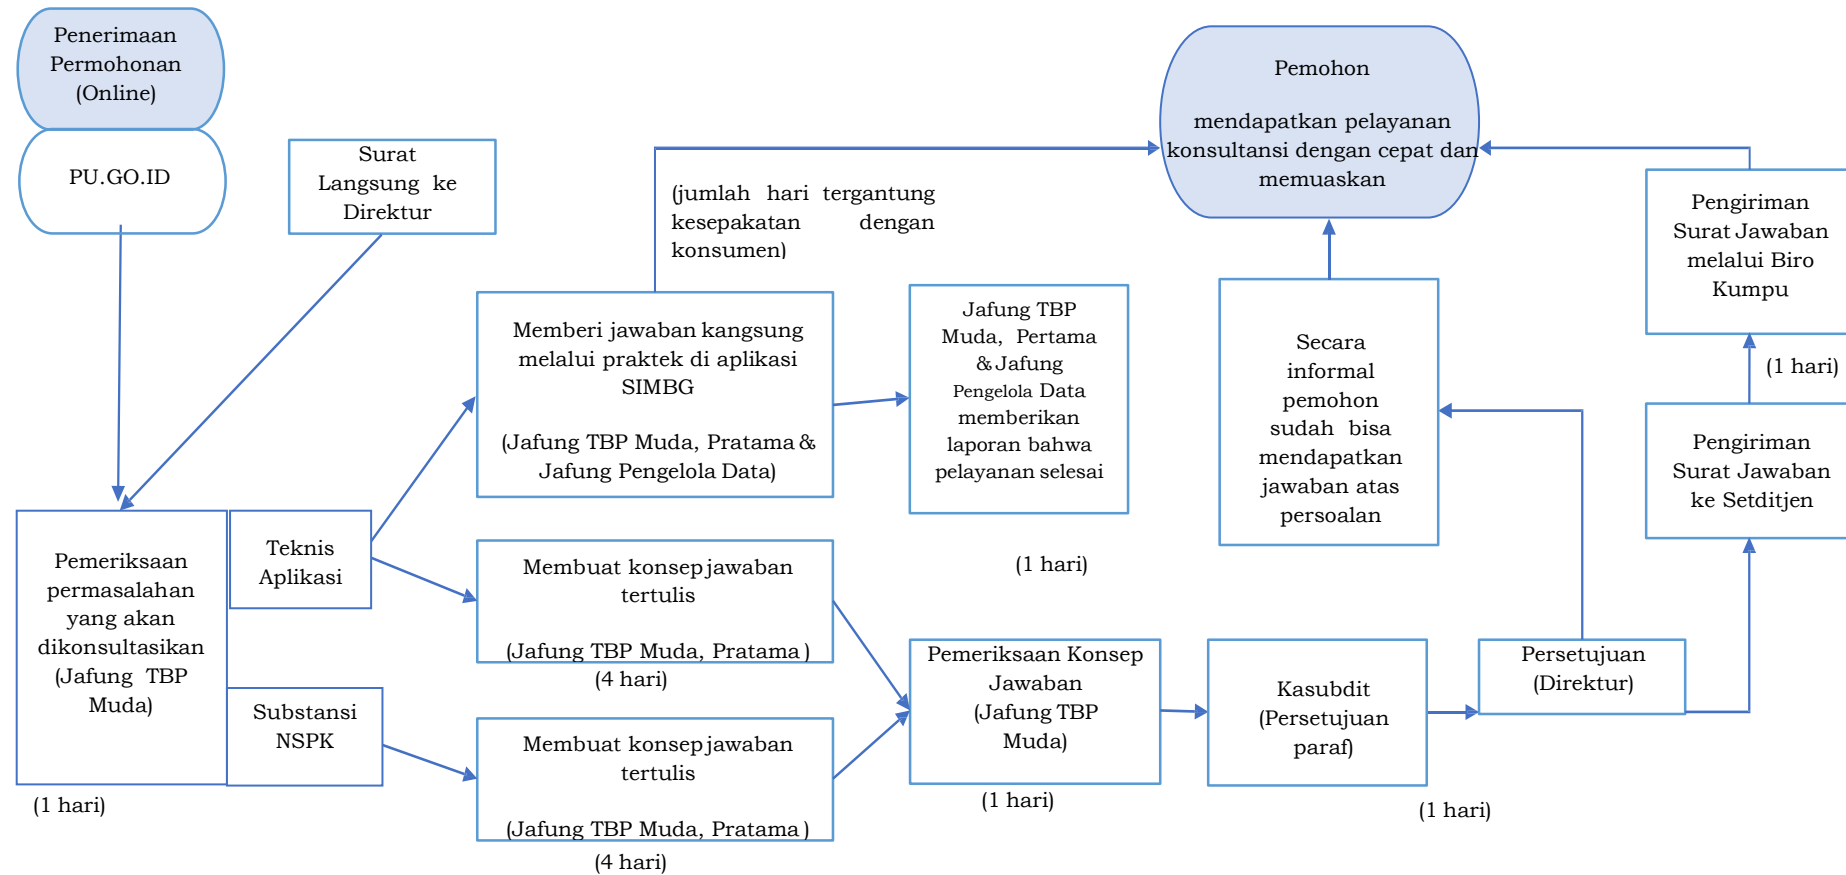 Penerimaan
Permohonan
(Online)
PU.GO.ID
Surat
Langsung ke
Direktur
Pemohon
mendapatkan pelayanan
konsultansi dengan cepat dan
memuaskan
(jumlah hari tergantung
kesepakatan dengan
konsumen)
Pengiriman
Surat Jawaban
melalui Biro
Kumpu
(1 hari)
Memberi jawaban kangsung
melalui praktek di aplikasi
SIMBG
(Jafung TBP Muda, Pratama &
Jafung Pengelola Data)
Jafung TBP
Muda, Pertama
& Jafung
Pengelola Data
memberikan
laporan bahwa
pelayanan selesai
(1 hari)
Secara
informal
pemohon
sudah bisa
mendapatkan
jawaban atas
persoalan
Pengiriman
Surat Jawaban
ke Setditjen
Pemeriksaan
permasalahan
yang akan
dikonsultasikan
(Jafung TBP
Muda)
(1 hari)
Teknis
Aplikasi
Substansi
NSPK
Membuat konsep jawaban
tertulis
(Jafung TBP Muda, Pratama )
(4 hari)
Membuat konsep jawaban
tertulis
(Jafung TBP Muda, Pratama )
(4 hari)
Pemeriksaan Konsep
Jawaban
(Jafung TBP
Muda)
(1 hari)
Kasubdit
(Persetujuan
paraf)
(1 hari)
Persetujuan
(Direktur)